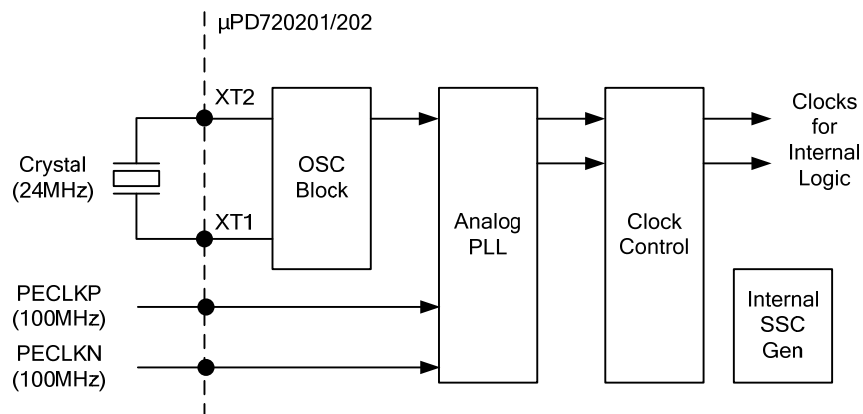 µPD720201/202
XT2
Crystal
(24MHz)
XT1
OSC
Block
PECLKP
(100MHz)
PECLKN
(100MHz)
Analog
PLL
Clock
Control
Clocks
for
Internal
Logic
Internal
SSC
Gen